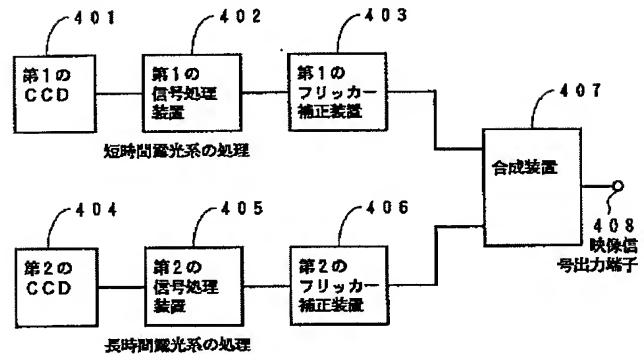 401
402
403
第1の
CCD
第1の
信号処理
装置
第1の
フリッカー
補正装置
短時間露光系の処理
407
合成装置
408
映像信
号出力端子
404
405
406
第2の
CCD
第2の
信号処理
装置
第2の
フリッカー
補正装置
長時間露光系の処理